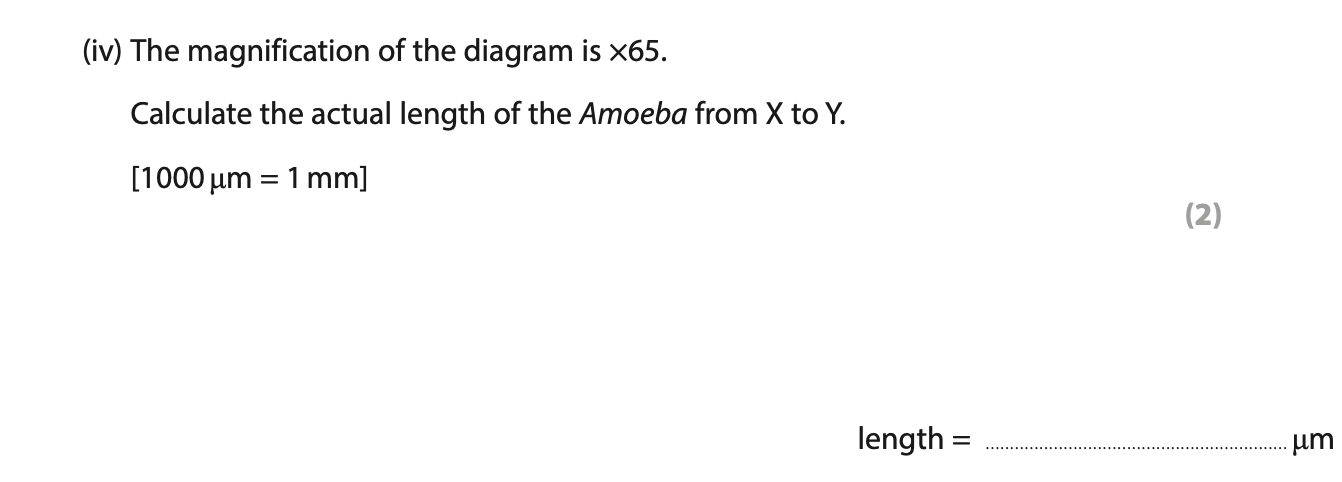 (iv) The magnification of the diagram is ×65.
Calculate the actual length of the Amoeba from X to Y.
[1000 μm = 1 mm]
(2)
length = .............................................................. μm